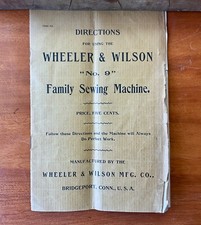 DIRECTIONS
FOR USING THE
WHEELER & WILSON
"No. 9"
Family Sewing Machine.
PRICE, FIVE CENTS.
Follow these Directions and the Machine will Always
Do Perfect Work.
MANUFACTURED BY THE
WHEELER & WILSON MFG. CO.,
BRIDGEPORT, CONN., U. S. A.